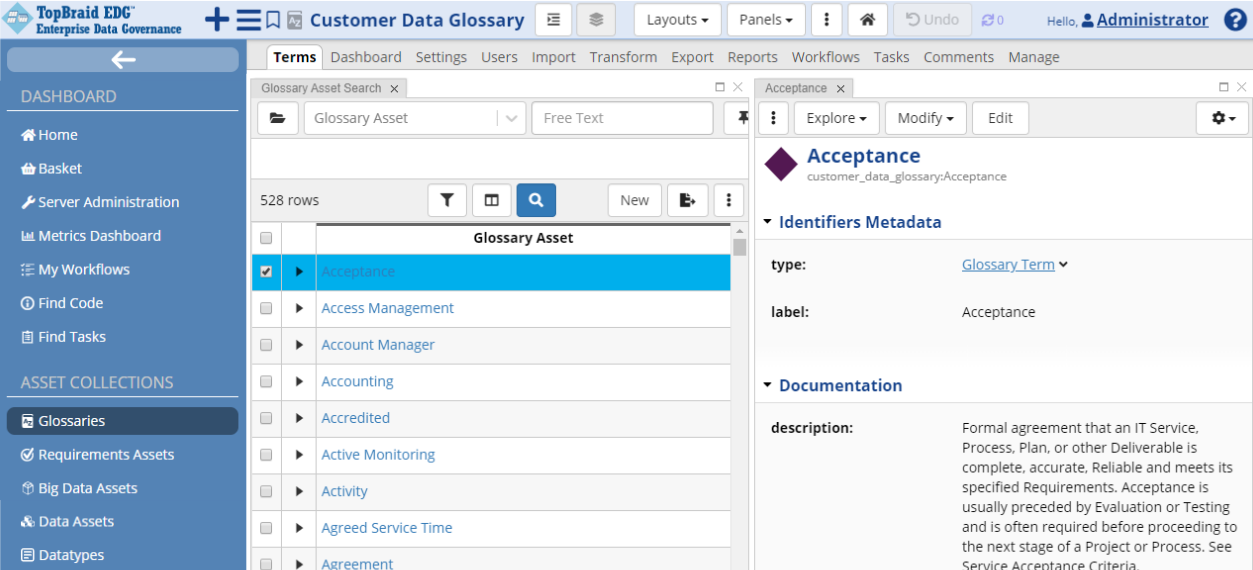 TopBraid EDG™
Enterprise Data Governance
Customer Data Glossary
Layouts
Panels
Undo
0
Hello, Administrator
Terms Dashboard Settings Users Import Transform Export Reports Workflows Tasks Comments Manage
DASHBOARD
Home
Basket
Server Administration
Metrics Dashboard
My Workflows
Find Code
Find Tasks
ASSET COLLECTIONS
Glossaries
Requirements Assets
Big Data Assets
Data Assets
Datatypes
Glossary Asset Search
Glossary Asset
Free Text
528 rows
New
Glossary Asset
Acceptance
Access Management
Account Manager
Accounting
Accredited
Active Monitoring
Activity
Agreed Service Time
Agreement
Acceptance
Explore
Modify
Edit
Acceptance
customer_data_glossary:Acceptance
Identifiers Metadata
type: Glossary Term
label: Acceptance
Documentation
description: Formal agreement that an IT Service,
Process, Plan, or other Deliverable is
complete, accurate, Reliable and meets its
specified Requirements. Acceptance is
usually preceded by Evaluation or Testing
and is often required before proceeding to
the next stage of a Project or Process. See
Service Acceptance Criteria.